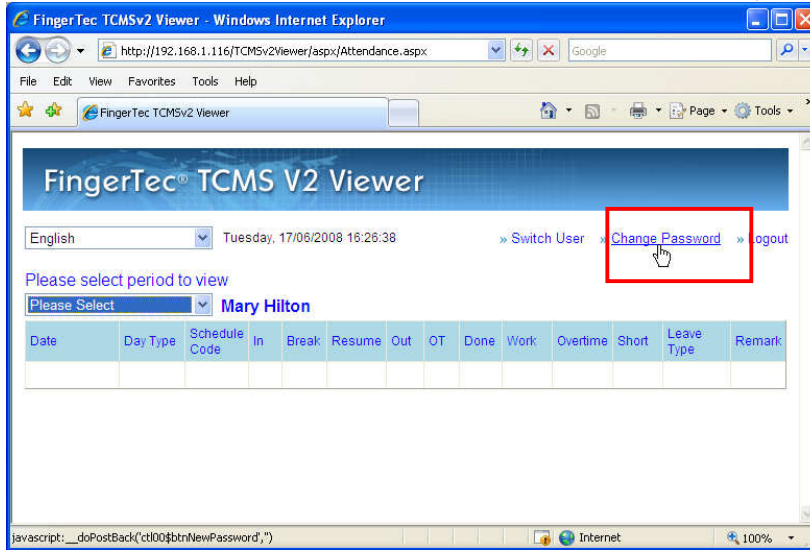 FingerTec TCMSv2 Viewer - Windows Internet Explorer
http://192.168.1.116/TCMSv2Viewer/aspx/Attendance.aspx
Google
File Edit View Favorites Tools Help
FingerTec TCMSv2 Viewer
Page Tools »
FingerTec® TCMS V2 Viewer
English Tuesday, 17/06/2008 16:26:38 » Switch User » Change Password » Logout
Please select period to view
Please Select Mary Hilton
Date Day Type Schedule Code In Break Resume Out OT Done Work Overtime Short Leave Type Remark
javascript:__doPostBack('ctl00$btnNewPassword','') Internet 100%